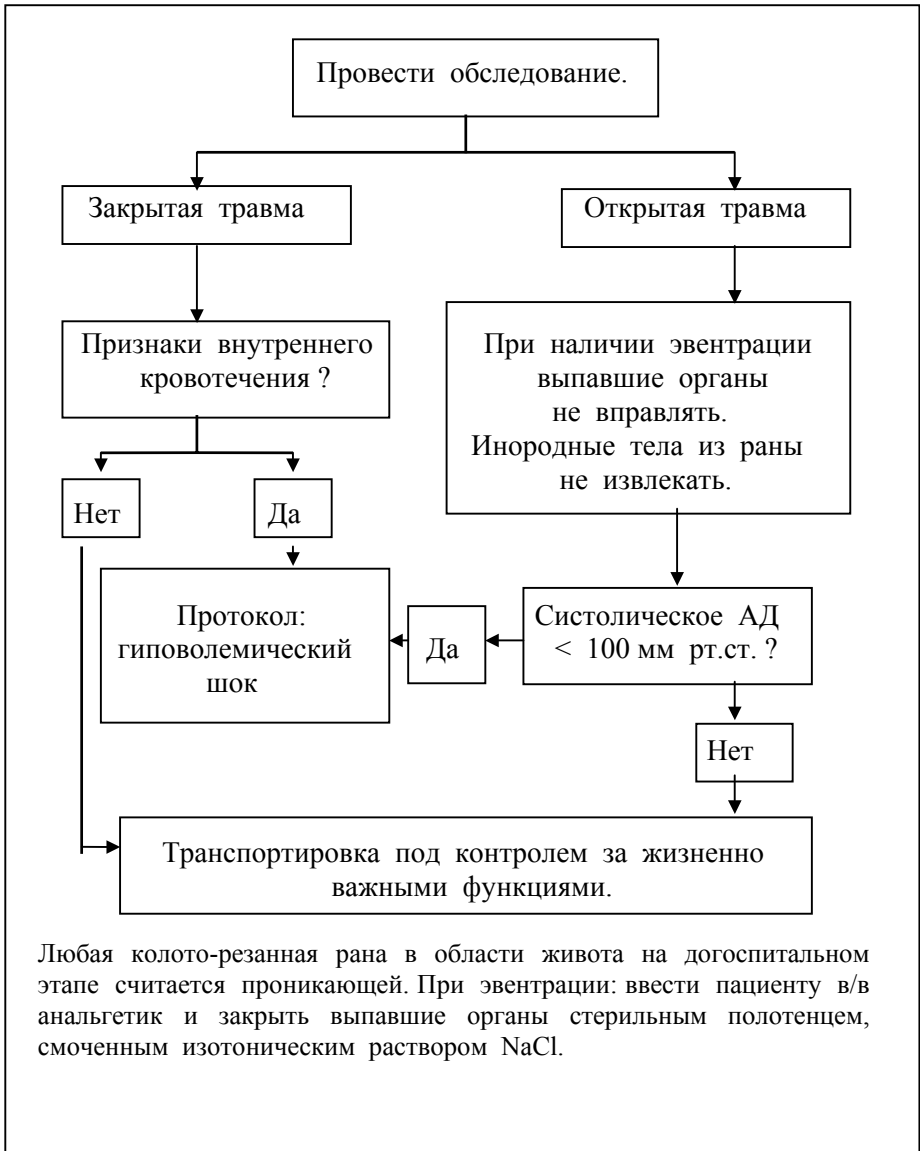 Провести обследование.
Закрытая травма
Открытая травма
Признаки внутреннего
кровотечения ?
При наличии эвентрации
выпавшие органы
не вправлять.
Инородные тела из раны
не извлекать.
Нет
Да
Протокол:
гиповолемический
шок
Да
Систолическое АД
< 100 мм рт.ст. ?
Нет
Транспортировка под контролем за жизненно
важными функциями.
Любая колото-резанная рана в области живота на догоспитальном
этапе считается проникающей. При эвентрации: ввести пациенту в/в
анальгетик и закрыть выпавшие органы стерильным полотенцем,
смоченным изотоническим раствором NaCl.